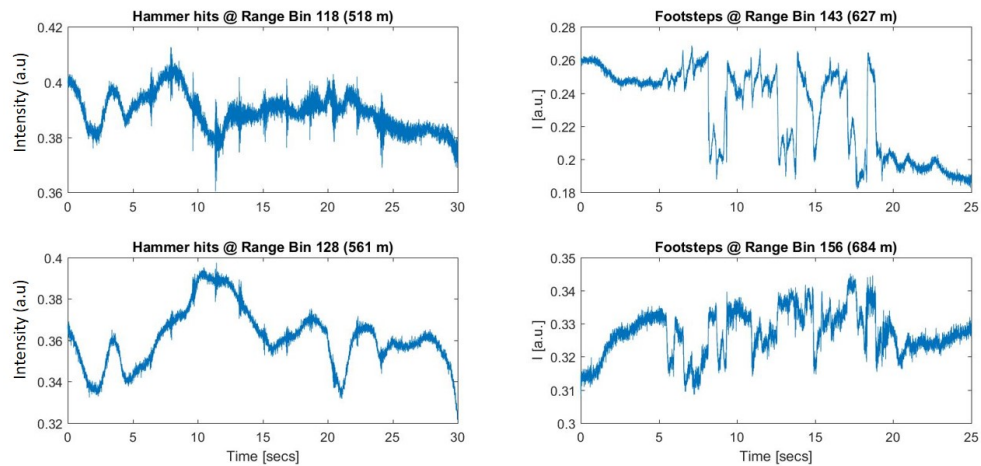 Hammer hits @ Range Bin 118 (518 m)
Intensity (a.u)
0.42
0.4
0.38
0.36
0 5 10 15 20 25 30
Footsteps @ Range Bin 143 (627 m)
I [a.u.]
0.28
0.26
0.24
0.22
0.2
0.18
0 5 10 15 20 25
Hammer hits @ Range Bin 128 (561 m)
Intensity (a.u)
0.4
0.38
0.36
0.34
0.32
0 5 10 15 20 25 30
Time [secs]
Footsteps @ Range Bin 156 (684 m)
I [a.u.]
0.35
0.34
0.33
0.32
0.31
0.3
0 5 10 15 20 25
Time [secs]